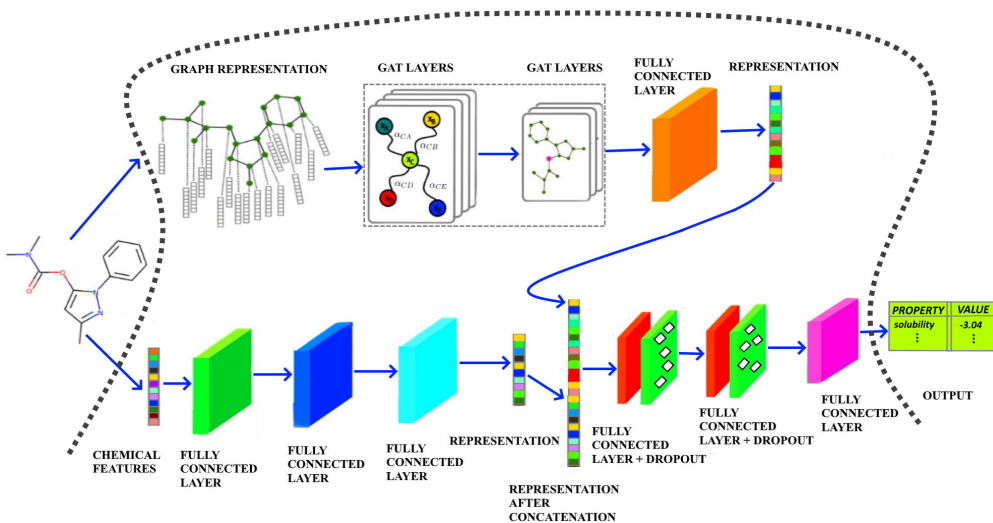 GRAPH REPRESENTATION
GAT LAYERS
GAT LAYERS
FULLY
CONNECTED
LAYER
REPRESENTATION
X_B
X_C
α_CA
α_CB
α_CD
α_CE
N
O
O
N
N
PROPERTY VALUE
solubility -3.04
⋮ ⋮
OUTPUT
CHEMICAL
FEATURES
FULLY
CONNECTED
LAYER
FULLY
CONNECTED
LAYER
FULLY
CONNECTED
LAYER
REPRESENTATION
REPRESENTATION
AFTER
CONCATENATION
FULLY
CONNECTED
LAYER + DROPOUT
FULLY
CONNECTED
LAYER + DROPOUT
FULLY
CONNECTED
LAYER